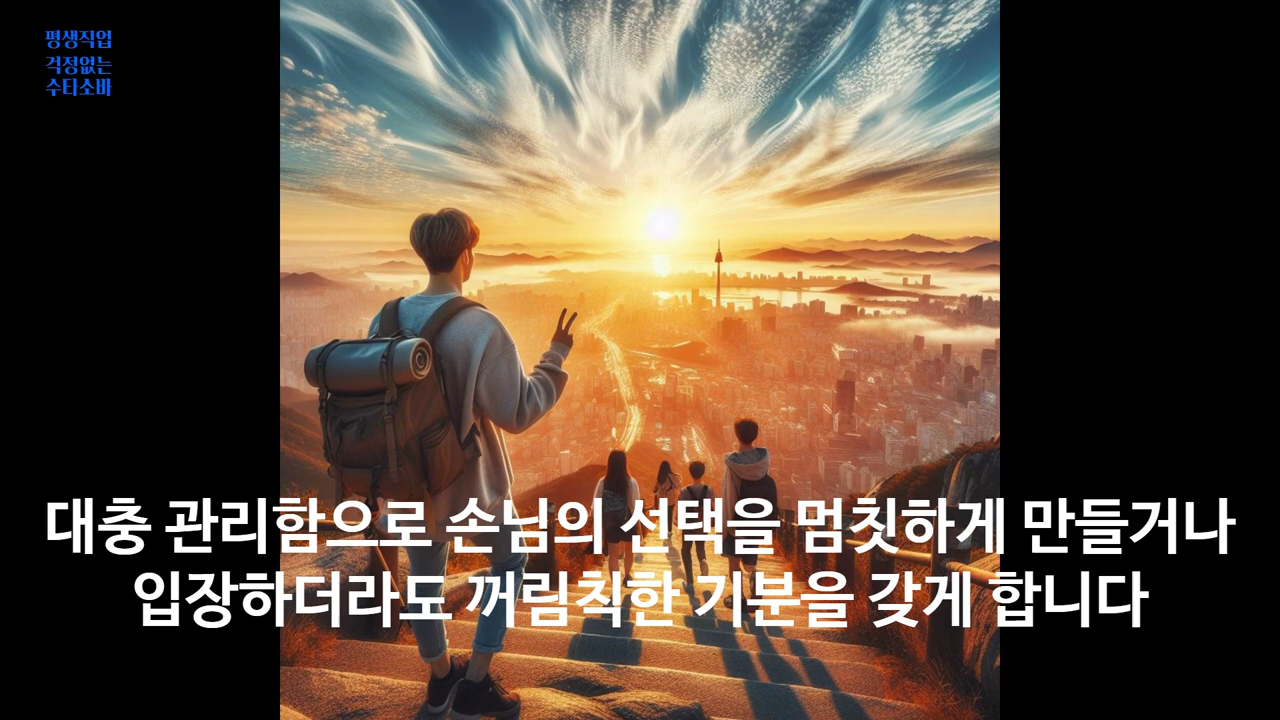 평생직업
걱정없는
수타소바
대충 관리함으로 손님의 선택을 멈칫하게 만들거나
입장하더라도 꺼림칙한 기분을 갖게 합니다